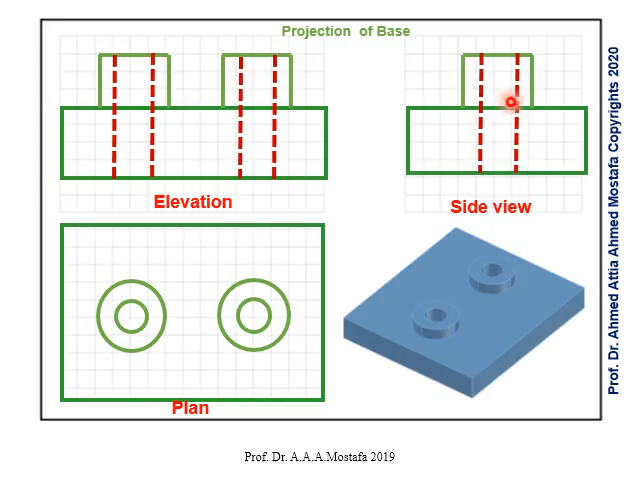 Projection  of Base
Elevation
Side view
Plan
Prof. Dr. Ahmed Attia Ahmed Mostafa Copyrights 2020
Prof. Dr. A.A.A.Mostafa 2019